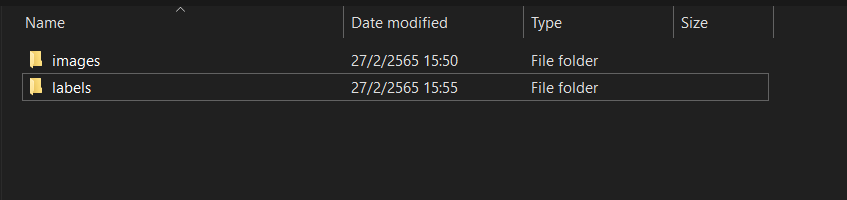 Name Date modified Type Size
images 27/2/2565 15:50 File folder
labels 27/2/2565 15:55 File folder